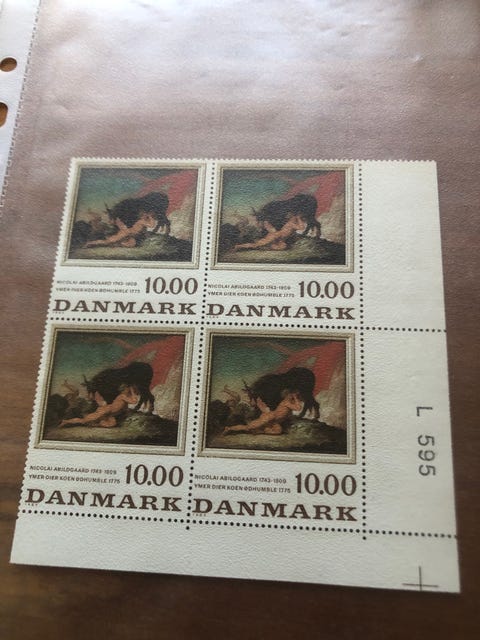 NICOLAI ABILDGAARD 1743-1809
YMER DIER KOEN ØDHUMBLE 1775
10.00
DANMARK
NICOLAI ABILDGAARD 1743-1809
YMER DIER KOEN ØDHUMBLE 1775
10.00
DANMARK
NICOLAI ABILDGAARD 1743-1809
YMER DIER KOEN ØDHUMBLE 1775
10.00
DANMARK
NICOLAI ABILDGAARD 1743-1809
YMER DIER KOEN ØDHUMBLE 1775
10.00
DANMARK
L 595